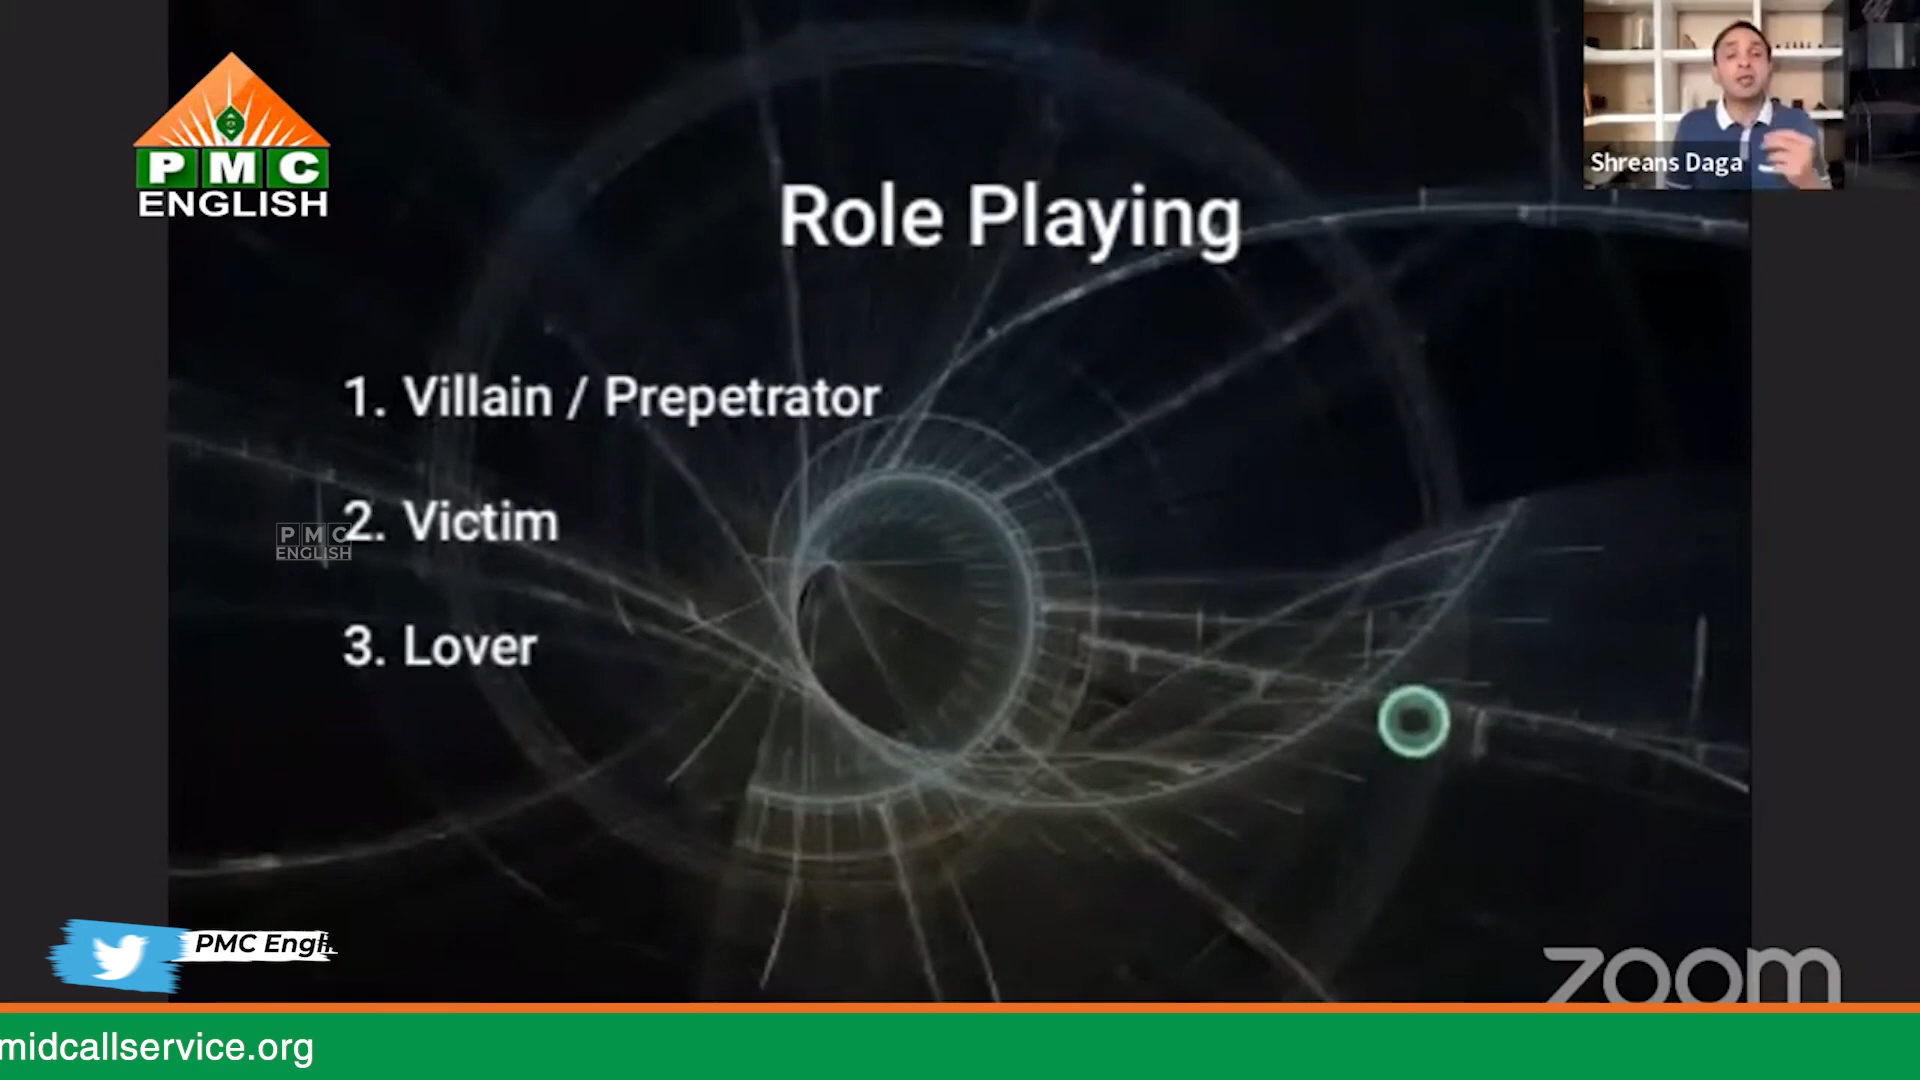 PMC
ENGLISH
Shreans Daga
Role Playing
1. Villain / Prepetrator
2. Victim
PMC
ENGLISH
3. Lover
PMC
zoom
midcallservice.org